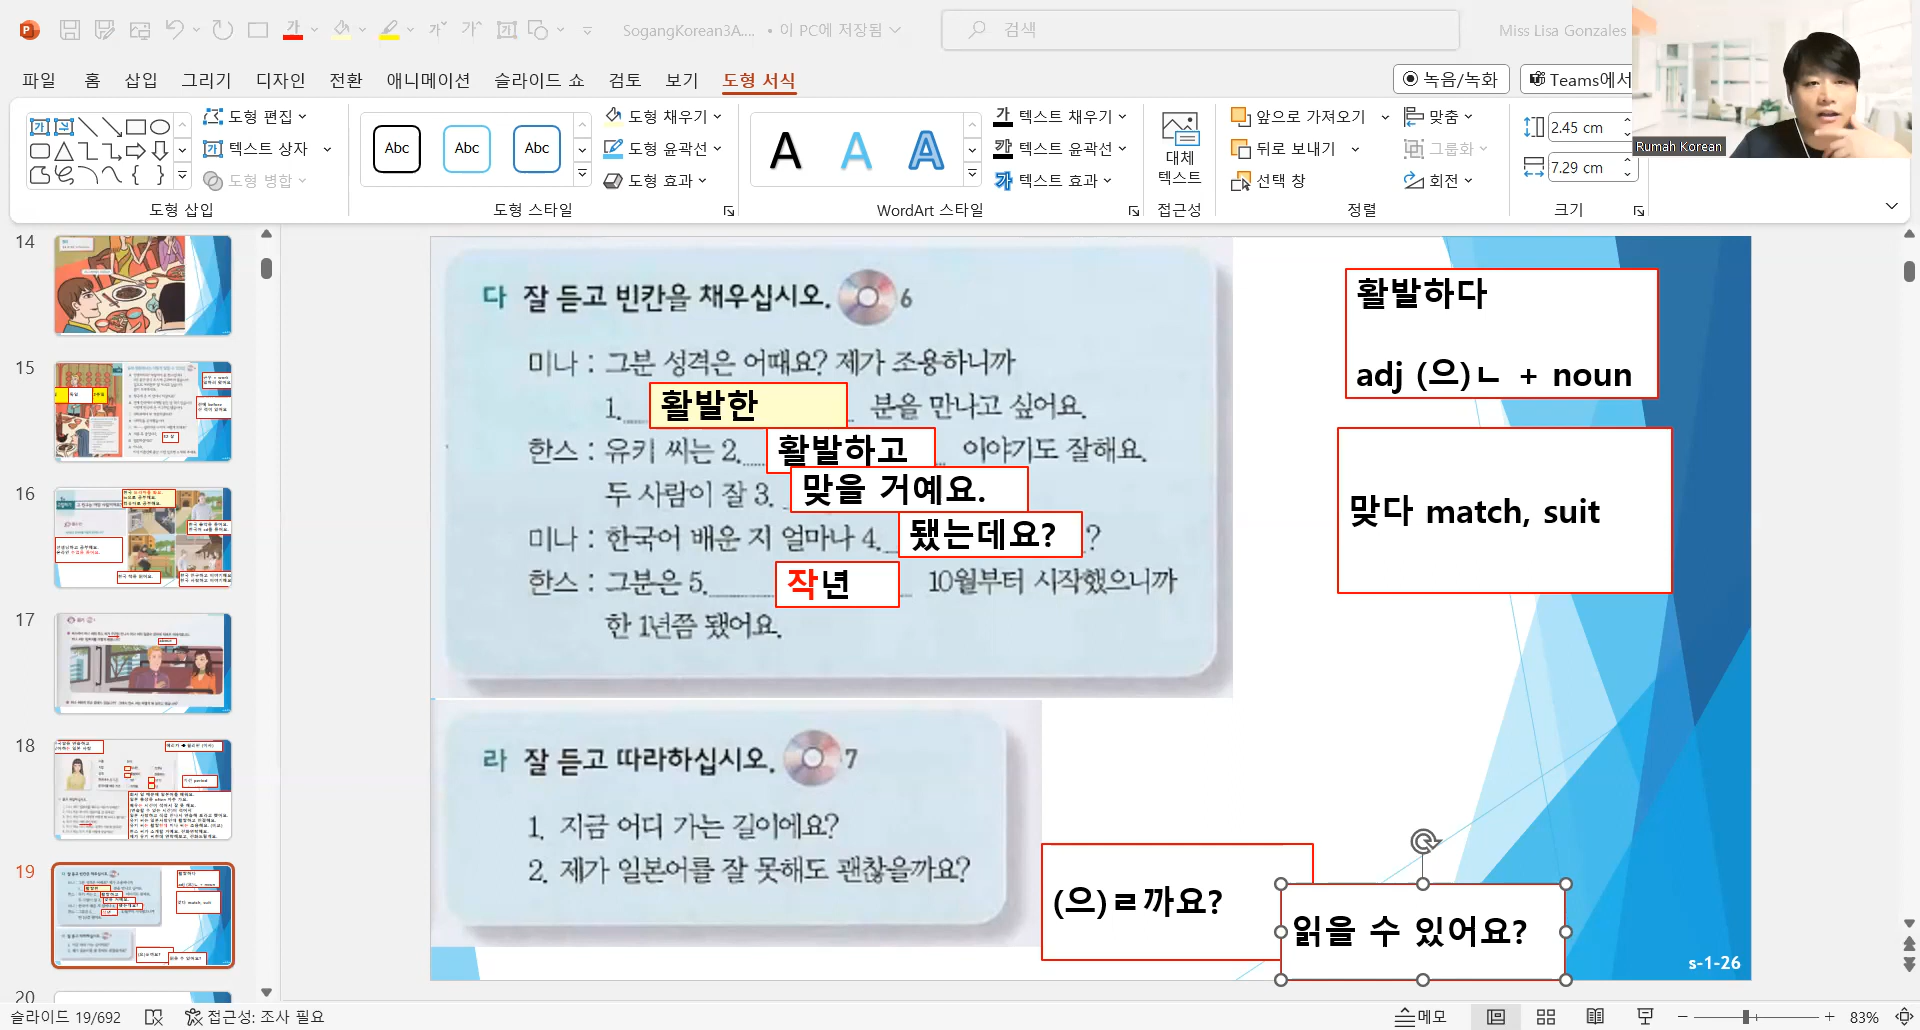 SogangKorean3A.... • 이 PC에 저장됨
검색
Miss Lisa Gonzales
파일 홈 삽입 그리기 디자인 전환 애니메이션 슬라이드 쇼 검토 보기 도형 서식
녹음/녹화
Teams에서
도형 편집
텍스트 상자
도형 병합
도형 삽입
Abc Abc Abc
도형 채우기
도형 윤곽선
도형 효과
도형 스타일
A A A
텍스트 채우기
텍스트 윤곽선
텍스트 효과
WordArt 스타일
대체
텍스트
접근성
앞으로 가져오기
뒤로 보내기
선택 창
맞춤
그룹화
회전
정렬
2.45 cm
7.29 cm
크기
Rumah Korean
14
15
16
17
18
19
20
다 잘 듣고 빈칸을 채우십시오. 6
미나 : 그분 성격은 어때요? 제가 조용하니까
1. 활발한 분을 만나고 싶어요.
한스 : 유키 씨는 2. 활발하고 이야기도 잘해요.
두 사람이 잘 3. 맞을 거예요.
미나 : 한국어 배운 지 얼마나 4. 됐는데요? ?
한스 : 그분은 5. 작년 10월부터 시작했으니까
한 1년쯤 됐어요.
활발하다
adj (으)ㄴ + noun
맞다 match, suit
라 잘 듣고 따라하십시오. 7
1. 지금 어디 가는 길이에요?
2. 제가 일본어를 잘 못해도 괜찮을까요?
(으)ㄹ까요?
읽을 수 있어요?
s-1-26
슬라이드 19/692
접근성: 조사 필요
메모
83%